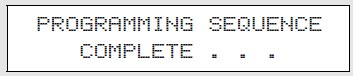 PROGRAMMING SEQUENCE
COMPLETE . . .